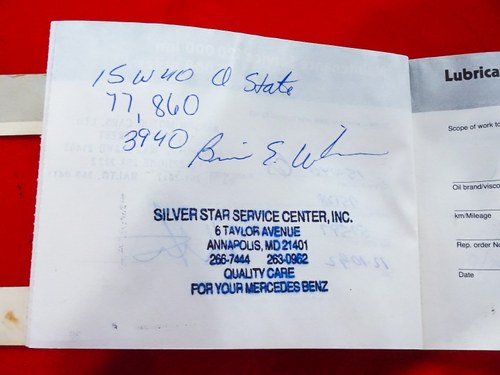 15W40 Q State
77,860
3940
SILVER STAR SERVICE CENTER, INC.
6 TAYLOR AVENUE
ANNAPOLIS, MD 21401
266-7444 263-0962
QUALITY CARE
FOR YOUR MERCEDES BENZ
Lubrica
Scope of work to
Oil brand/visco
km/Mileage
Rep. order No
Date